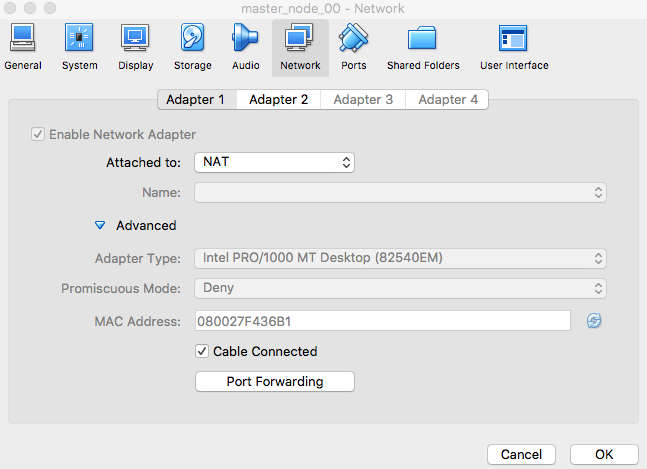 master_node_00 - Network
General System Display Storage Audio Network Ports Shared Folders User Interface
Adapter 1 Adapter 2 Adapter 3 Adapter 4
Enable Network Adapter
Attached to: NAT
Name:
Advanced
Adapter Type: Intel PRO/1000 MT Desktop (82540EM)
Promiscuous Mode: Deny
MAC Address: 080027F436B1
Cable Connected
Port Forwarding
Cancel OK